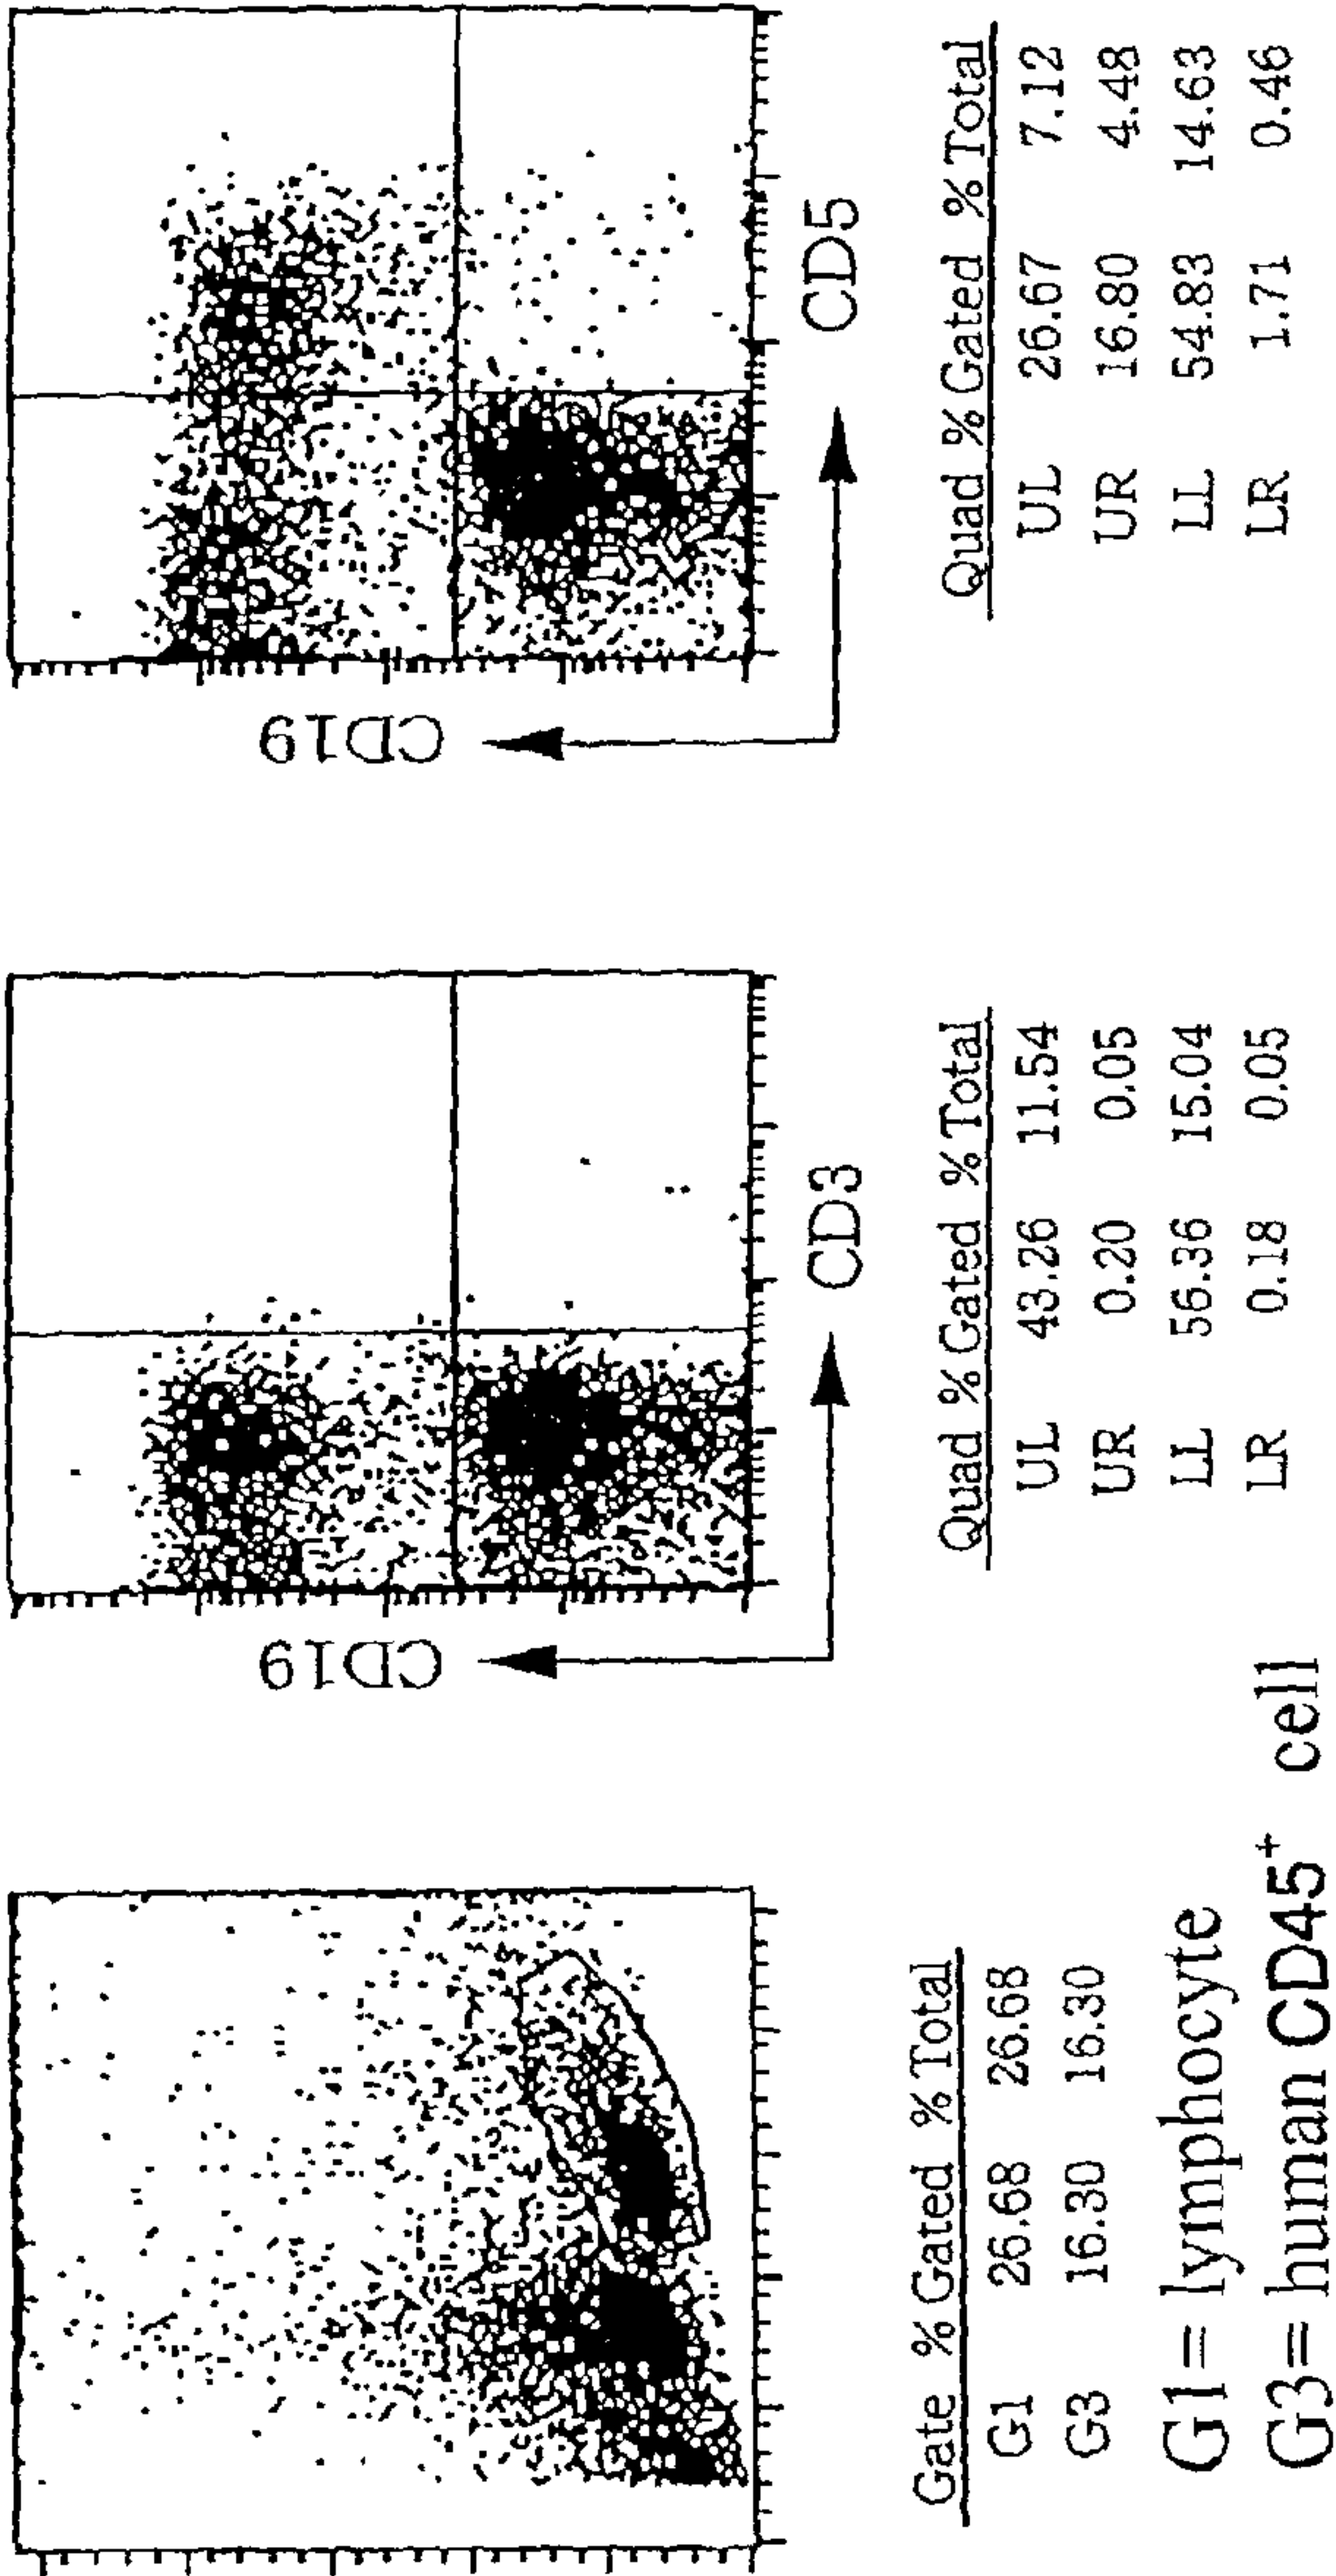 Gate % Gated % Total
G1 26.68 26.68
G3 16.30 16.30
G1= lymphocyte
G3= human CD45+ cell
CD19
CD3
Quad % Gated % Total
UL 43.26 11.54
UR 0.20 0.05
LL 56.36 15.04
LR 0.18 0.05
CD19
CD5
Quad % Gated % Total
UL 26.67 7.12
UR 16.80 4.48
LL 54.83 14.63
LR 1.71 0.46